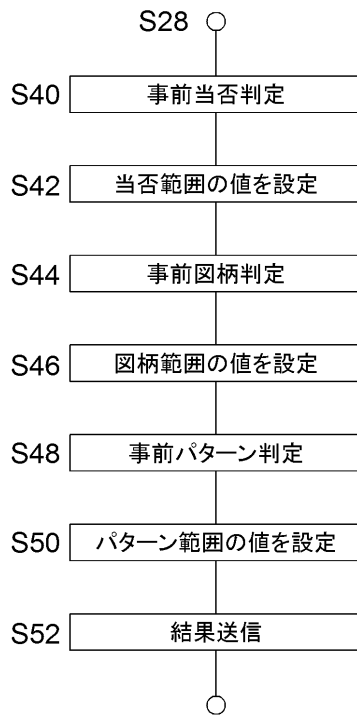 S28
S40 事前当否判定
S42 当否範囲の値を設定
S44 事前図柄判定
S46 図柄範囲の値を設定
S48 事前パターン判定
S50 パターン範囲の値を設定
S52 結果送信